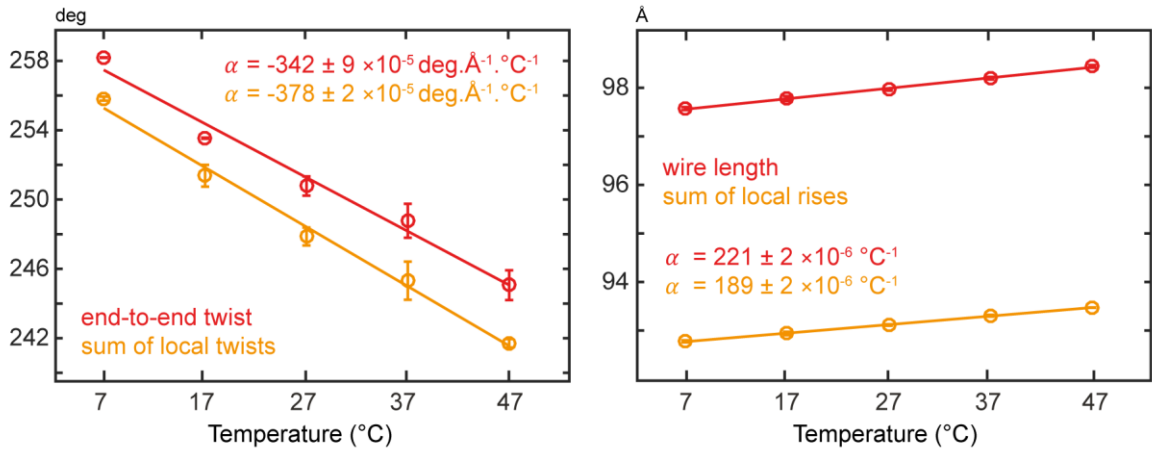 deg
258
254
250
246
242
α = -342 ± 9 ×10⁻⁵ deg.Å⁻¹.°C⁻¹
α = -378 ± 2 ×10⁻⁵ deg.Å⁻¹.°C⁻¹
end-to-end twist
sum of local twists
7 17 27 37 47
Temperature (°C)
Å
98
96
94
wire length
sum of local rises
α = 221 ± 2 ×10⁻⁶ °C⁻¹
α = 189 ± 2 ×10⁻⁶ °C⁻¹
7 17 27 37 47
Temperature (°C)